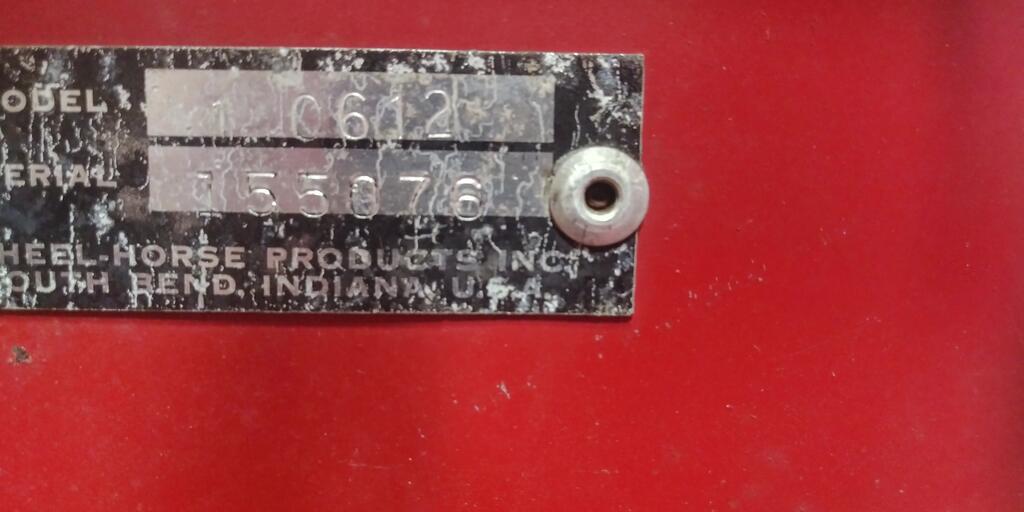 ODEL 1 0612
ERIAL 155076
HEEL-HORSE PRODUCTS INC.
OUTH BEND, INDIANA, U.S.A.